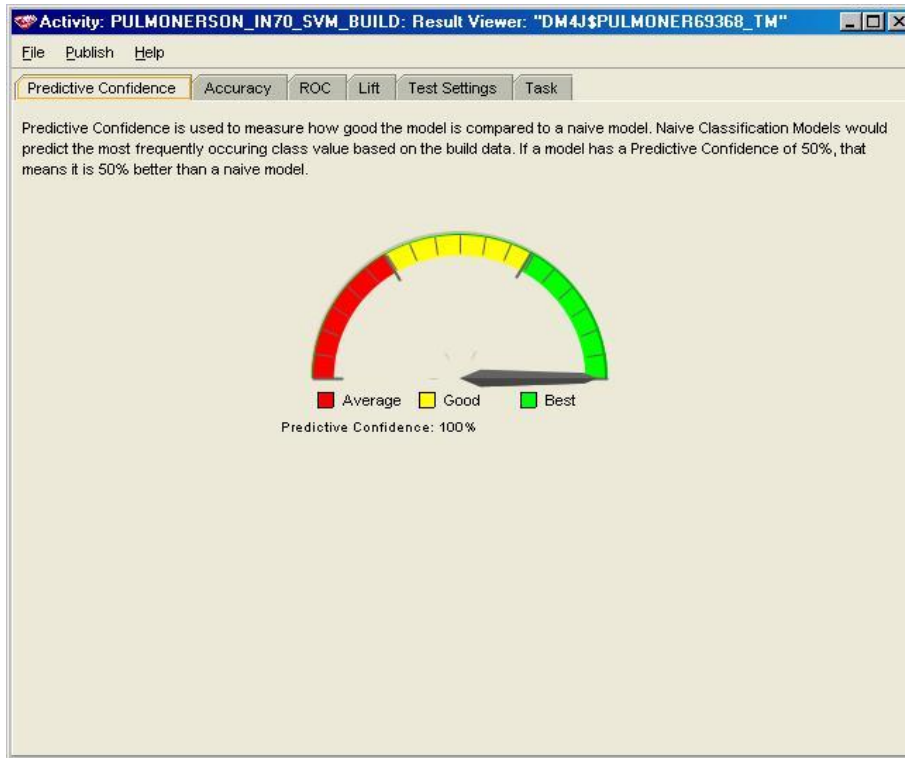 Activity: PULMONERSON_IN70_SVM_BUILD: Result Viewer: "DM4J$PULMONER69368_TM"
File Publish Help
Predictive Confidence Accuracy ROC Lift Test Settings Task
Predictive Confidence is used to measure how good the model is compared to a naive model. Naive Classification Models would
predict the most frequently occuring class value based on the build data. If a model has a Predictive Confidence of 50%, that
means it is 50% better than a naive model.
Average Good Best
Predictive Confidence: 100%